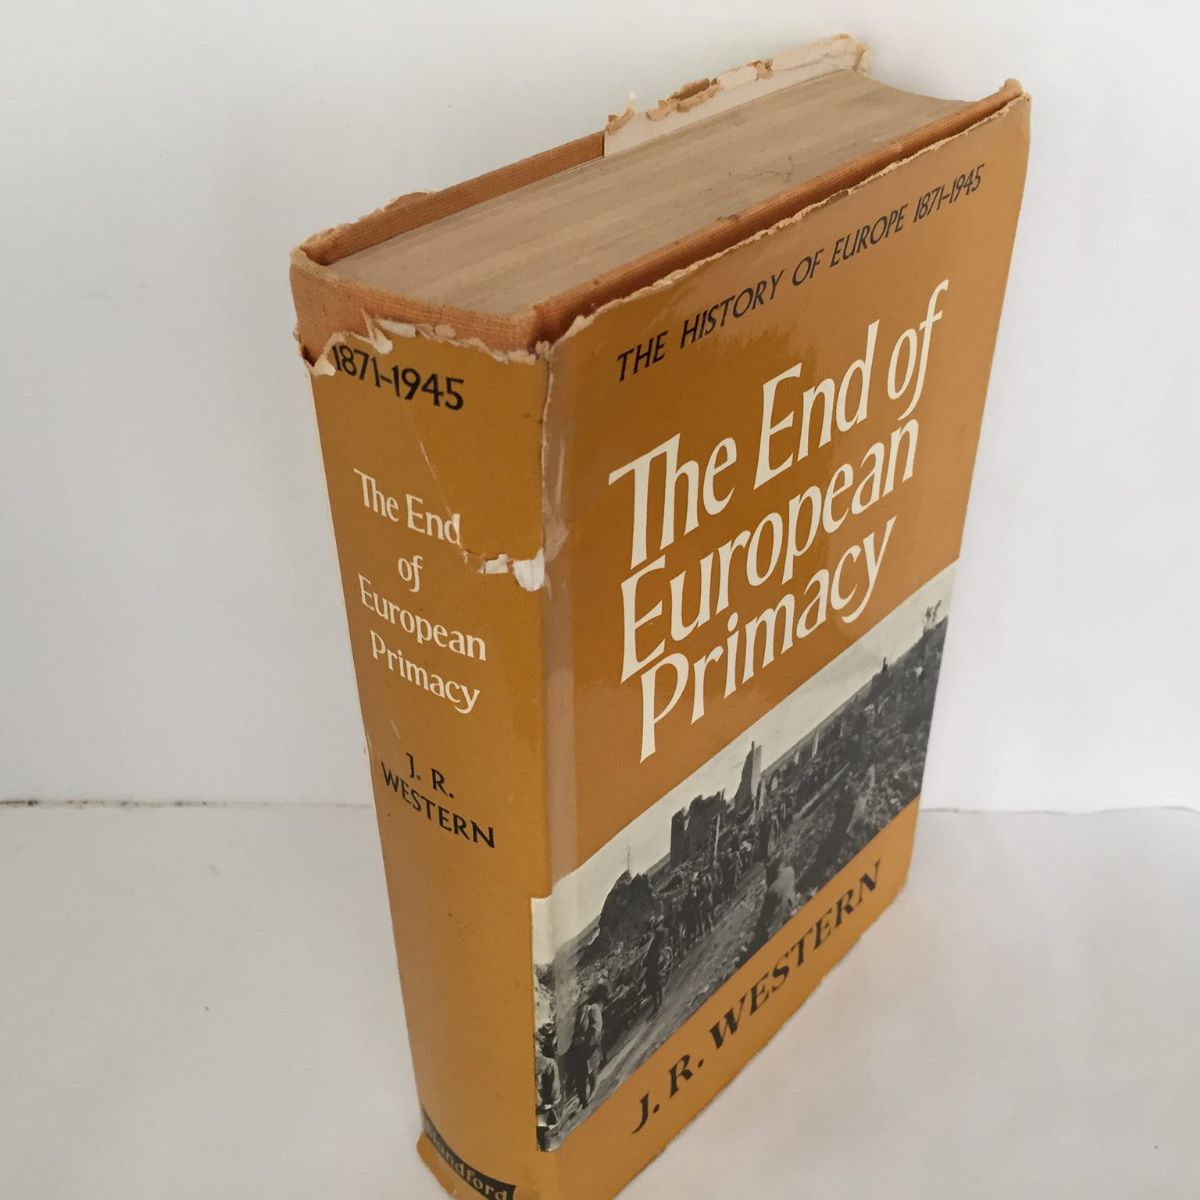 THE HISTORY OF EUROPE 1871-1945
The End of
European
Primacy
J. R. WESTERN
1871-1945
The End
of
European
Primacy
J. R.
WESTERN